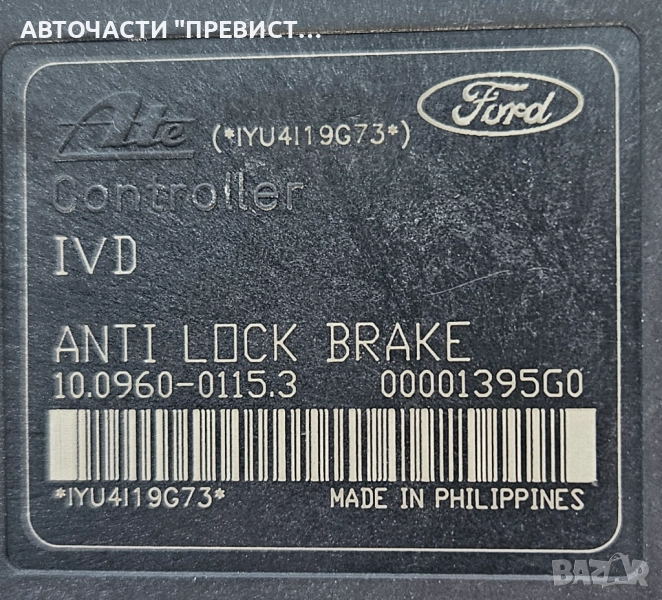 АВТОЧАСТИ "ПРЕВИСТ...
Ate (*IYU4I19G73*) Ford
Controller
IVD
ANTI LOCK BRAKE
10.0960-0115.3 00001395G0
*IYU4I19G73* MADE IN PHILIPPINES
BAZAR